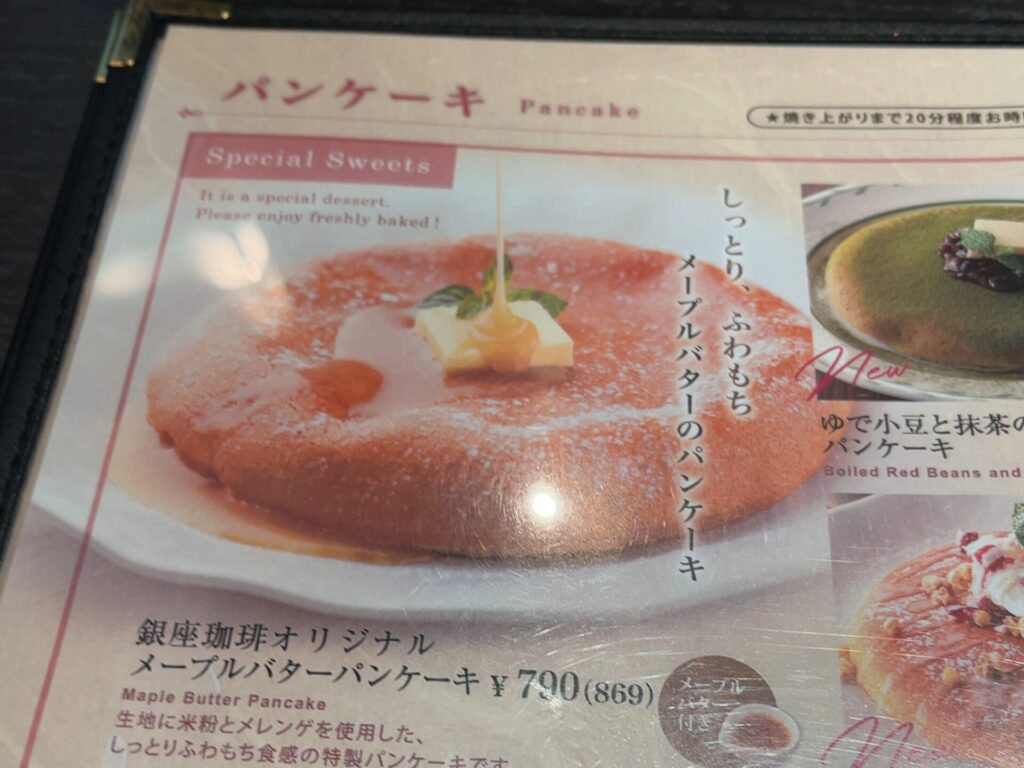 パンケーキ Pancake
★焼き上がりまで20分程度お時
Special Sweets
It is a special dessert.
Please enjoy freshly baked!
しっとり、ふわもち
メープルバターのパンケーキ
New
ゆで小豆と抹茶の
パンケーキ
Boiled Red Beans and
銀座珈琲オリジナル
メープルバターパンケーキ ¥790(869)
Maple Butter Pancake
生地に米粉とメレンゲを使用した、
しっとりふわもち食感の特製パンケーキです
メープル
バター
付き
New